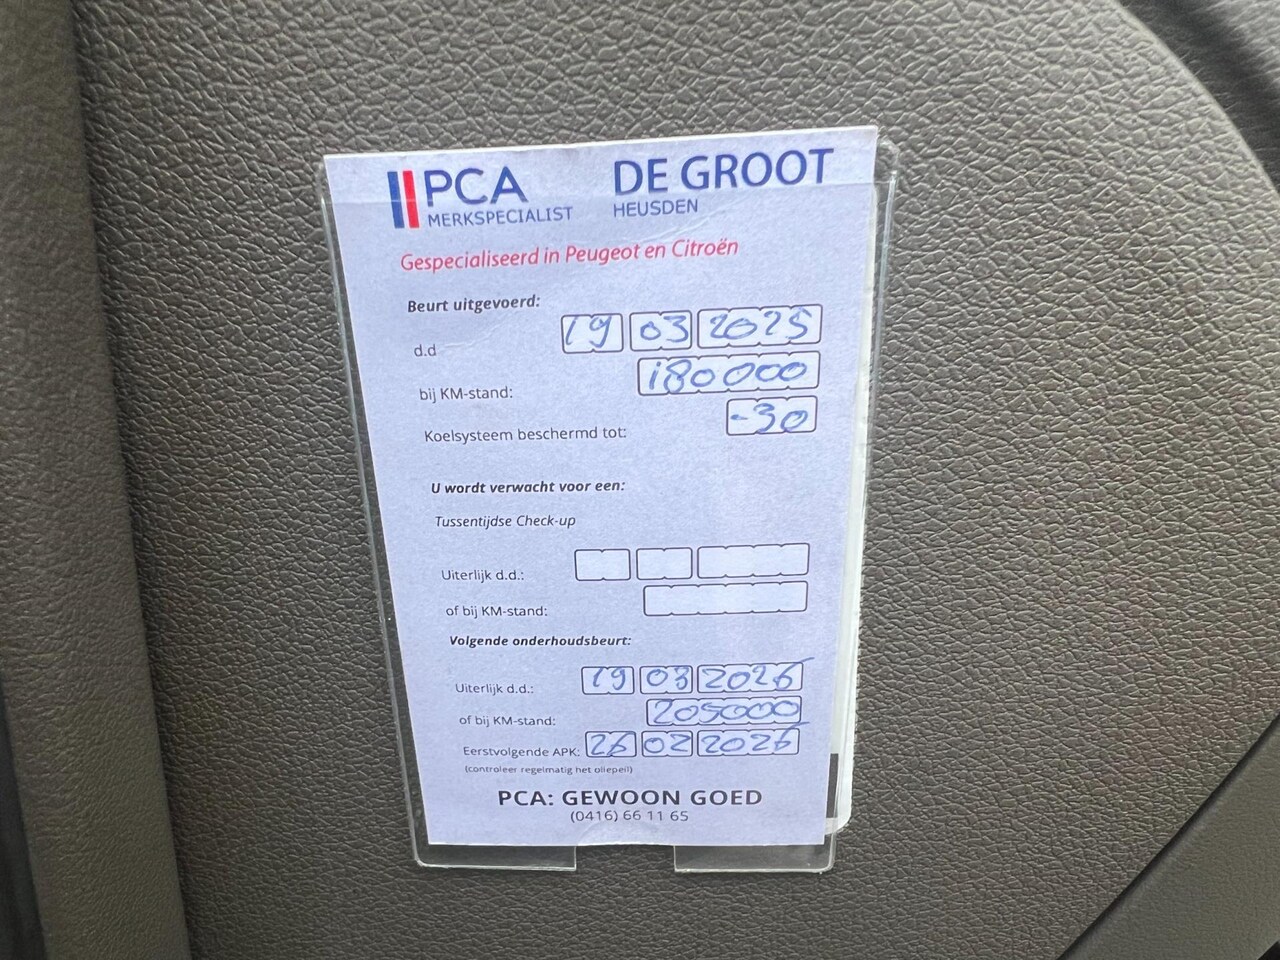 PCA DE GROOT
MERKSPECIALIST HEUSDEN
Gespecialiseerd in Peugeot en Citroën
Beurt uitgevoerd:
d.d 19 03 2025
bij KM-stand: 180000
Koelsysteem beschermd tot: -30
U wordt verwacht voor een:
Tussentijdse Check-up
Uiterlijk d.d.:
of bij KM-stand:
Volgende onderhoudsbeurt:
Uiterlijk d.d.: 19 03 2026
of bij KM-stand: 205000
Eerstvolgende APK: 26 02 2026
(controleer regelmatig het oliepeil)
PCA: GEWOON GOED
(0416) 66 11 65